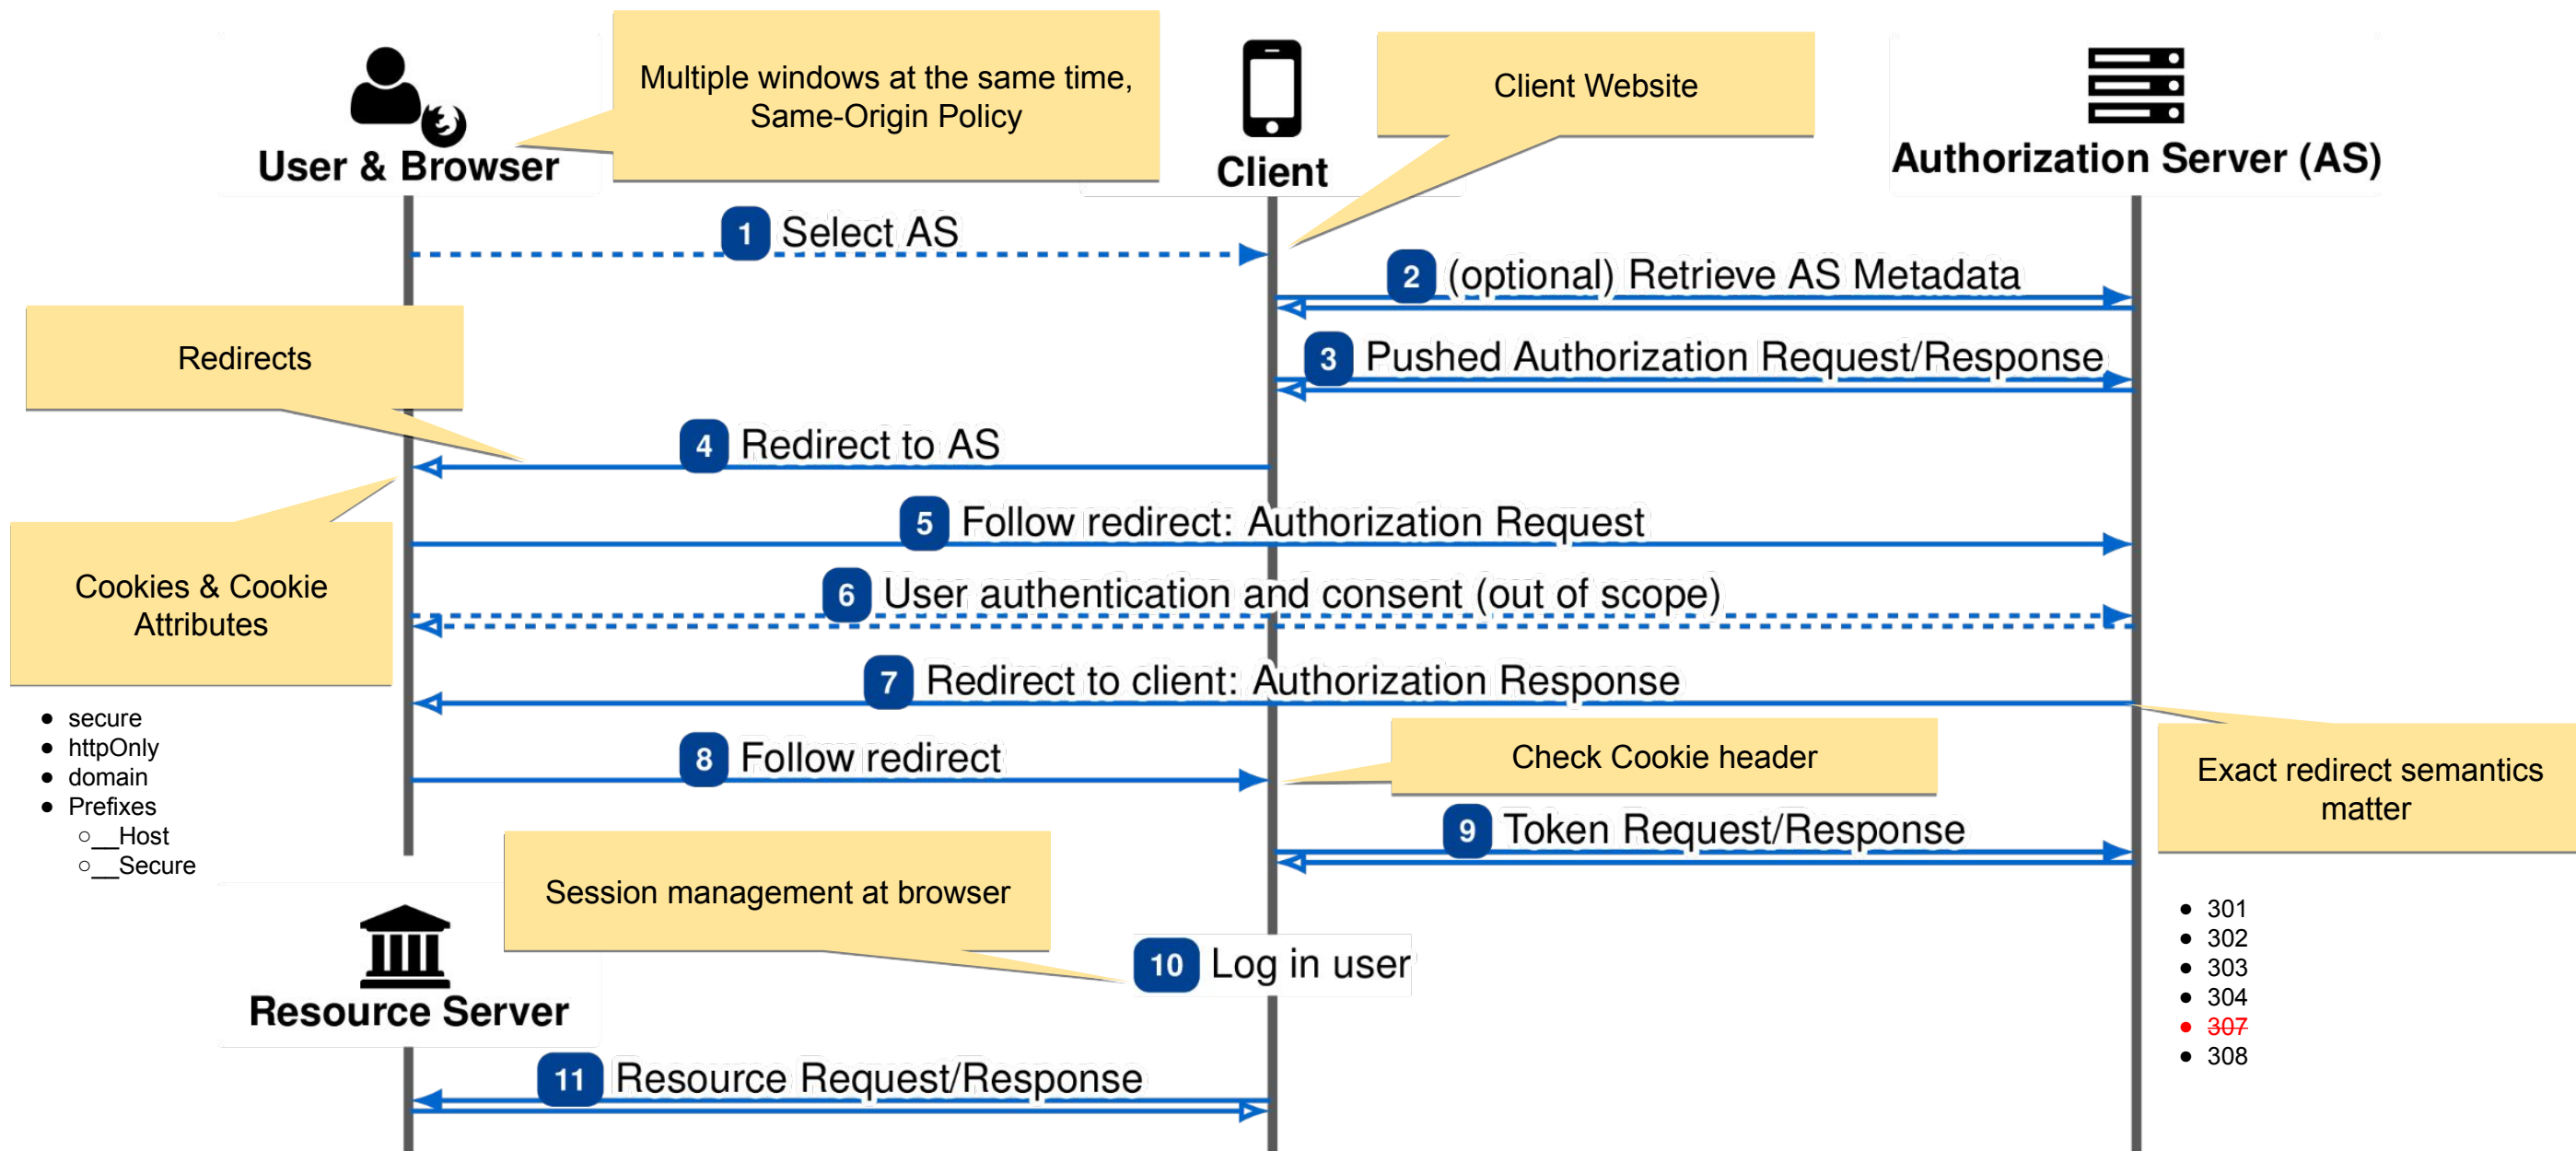 Multiple windows at the same time,
Same-Origin Policy
Client Website
User & Browser
Client
Authorization Server (AS)
1 Select AS
2 (optional) Retrieve AS Metadata
Redirects
3 Pushed Authorization Request/Response
4 Redirect to AS
5 Follow redirect: Authorization Request
Cookies & Cookie
Attributes
6 User authentication and consent (out of scope)
7 Redirect to client: Authorization Response
• secure
• httpOnly
• domain
• Prefixes
○__Host
○__Secure
8 Follow redirect
Check Cookie header
Exact redirect semantics
matter
9 Token Request/Response
Session management at browser
10 Log in user
• 301
• 302
• 303
• 304
• 307
• 308
Resource Server
11 Resource Request/Response